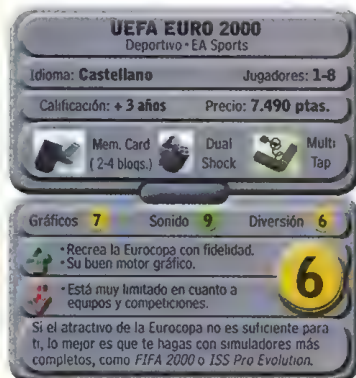 UEFA EURO 2000
Deportivo • EA Sports
Idioma: Castellano Jugadores: 1-8
Calificación: + 3 años Precio: 7.490 ptas.
Mem. Card
( 2-4 bloqs.)
Dual
Shock
Multi
Tap
Gráficos 7 Sonido 9 Diversión 6
• Recrea la Eurocopa con fidelidad.
• Su buen motor gráfico.
• Está muy limitado en cuanto a
equipos y competiciones.
6
Si el atractivo de la Eurocopa no es suficiente para
ti, lo mejor es que te hagas con simuladores más
completos, como FIFA 2000 o ISS Pro Evolution.